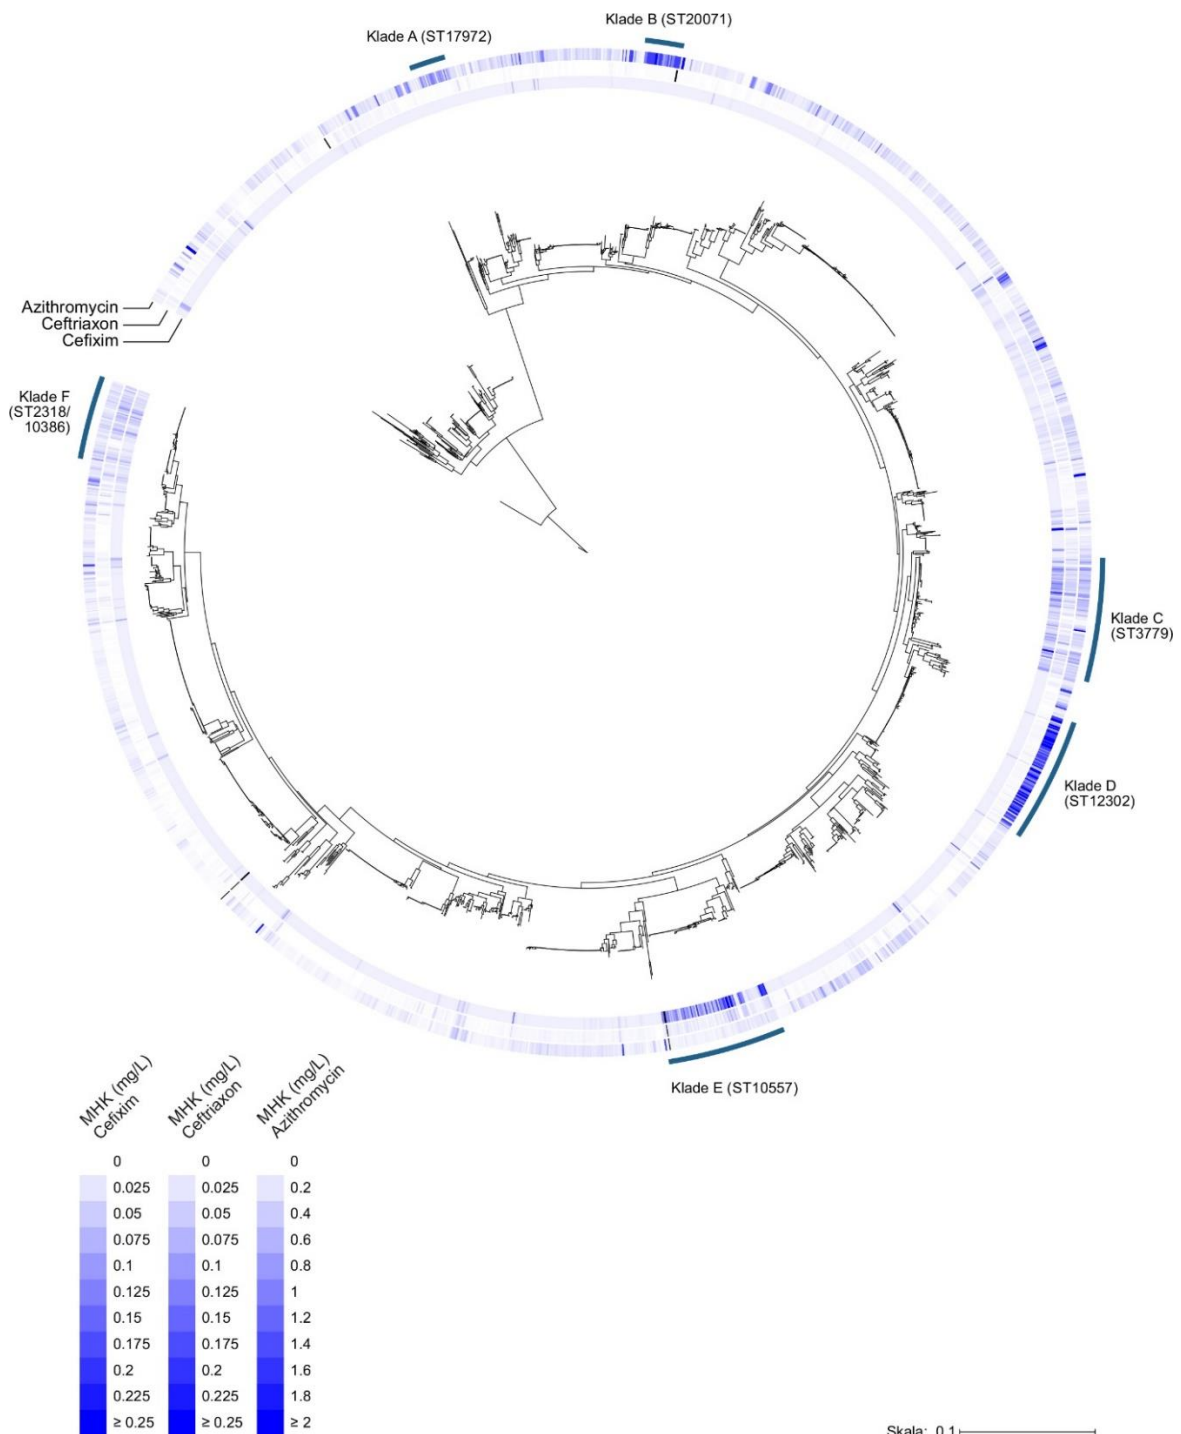 Klade B (ST20071)
Klade A (ST17972)
Azithromycin
Ceftriaxon
Cefixim
Klade F
(ST2318/
10386)
Klade C
(ST3779)
Klade D
(ST12302)
Klade E (ST10557)
MHK (mg/L)
Cefixim
MHK (mg/L)
Ceftriaxon
MHK (mg/L)
Azithromycin
0 0 0
0.025 0.025 0.2
0.05 0.05 0.4
0.075 0.075 0.6
0.1 0.1 0.8
0.125 0.125 1
0.15 0.15 1.2
0.175 0.175 1.4
0.2 0.2 1.6
0.225 0.225 1.8
≥ 0.25 ≥ 0.25 ≥ 2
Skala: 0.1